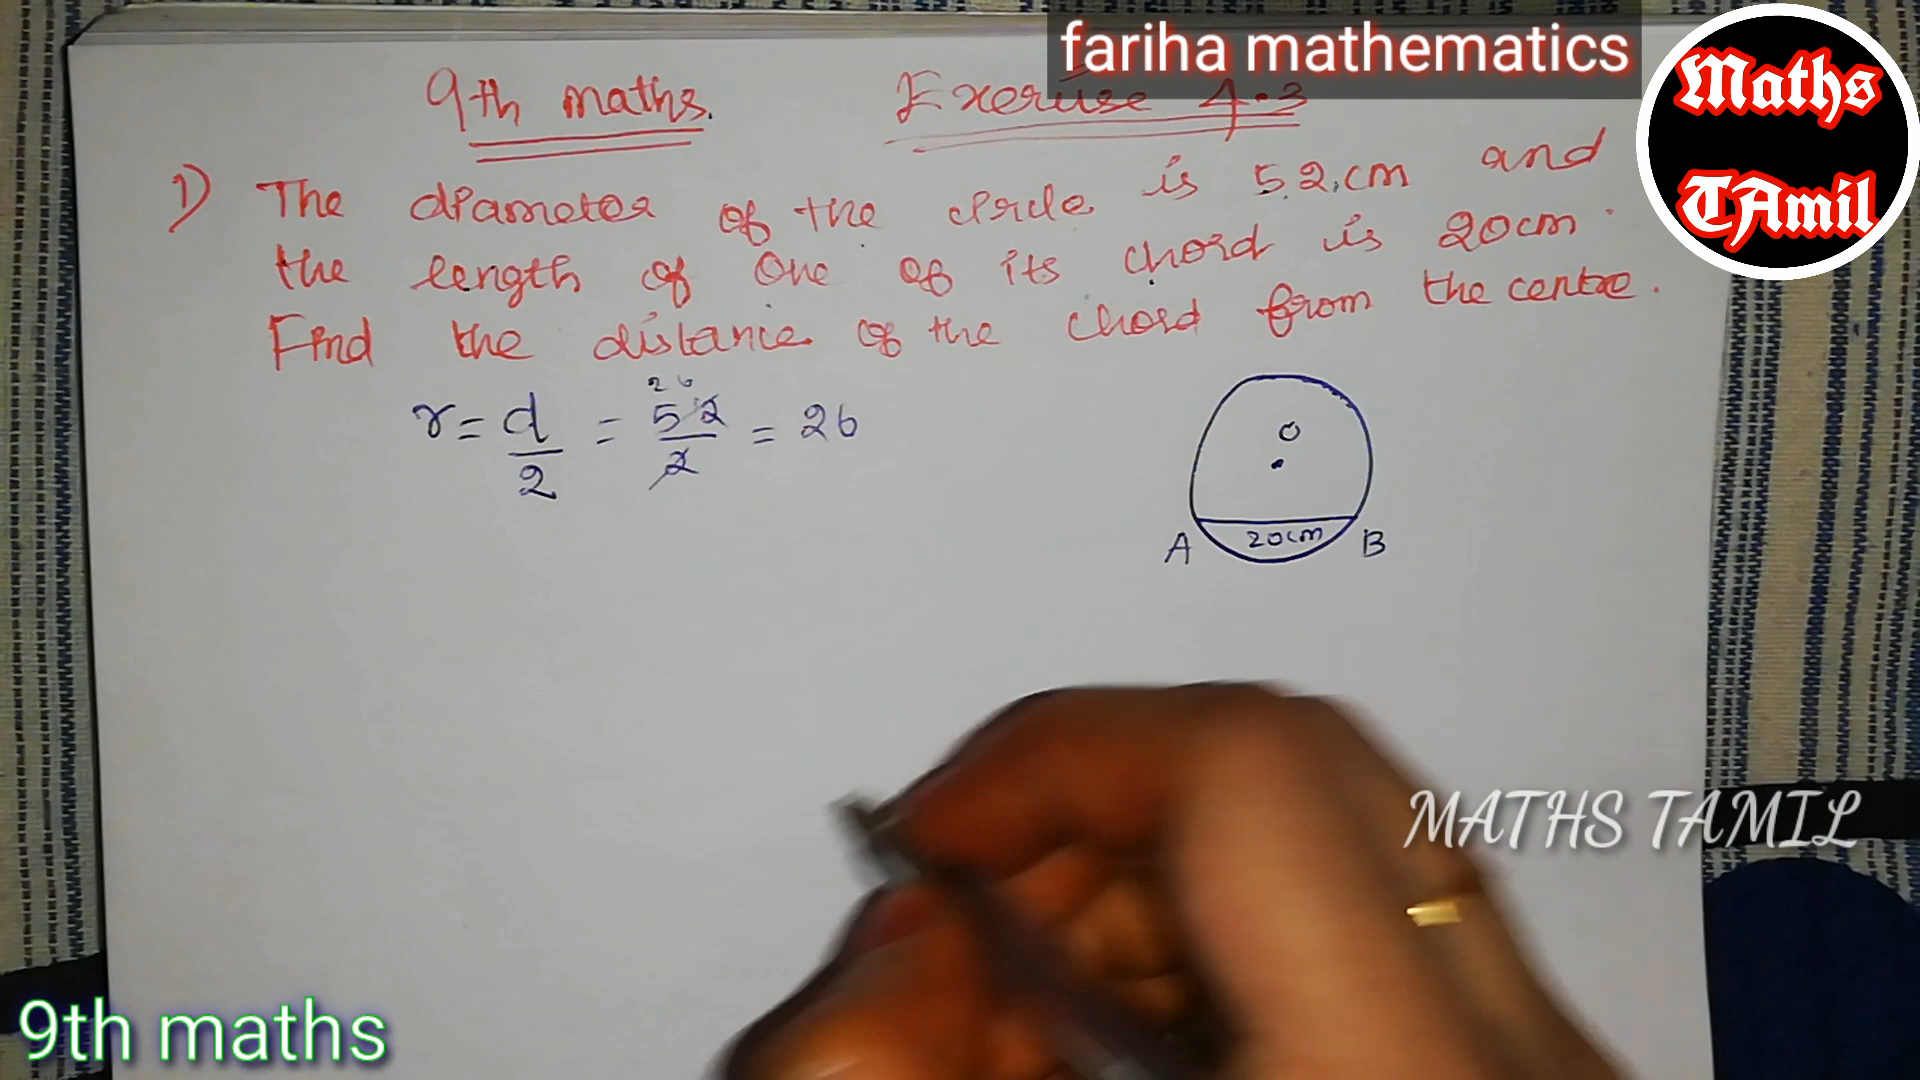 fariha mathematics
Maths
TAmil
9th maths.
Exercise 4.3
1) The diameter of the circle is 52.cm and
the length of one of its chord is 20cm.
Find the distance of the chord from the centre.
r = d/2 = 52/2 = 26
26
O
A 20cm B
MATHS TAMIL
9th maths